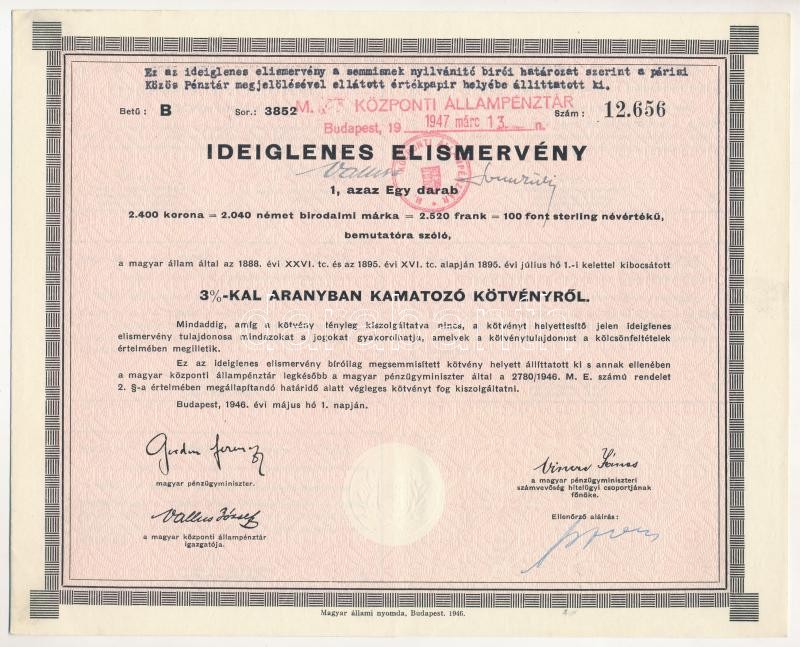 Ez az ideiglenes elismervény a semmisnek nyilvánító birói határozat szerint a párisi
Közös Pénztár megjelölésével ellátott értékpapir helyébe állittatott ki.
Betű : B Sor.: 3852 M. KÖZPONTI ÁLLAMPÉNZTÁR Szám : 12.656
Budapest, 19 1947 márc 13. n.
IDEIGLENES ELISMERVÉNY
1, azaz Egy darab
2.400 korona = 2.040 német birodalmi márka = 2.520 frank = 100 font sterling névértékű,
bemutatóra szóló,
a magyar állam által az 1888. évi XXVI. tc. és az 1895. évi XVI. tc. alapján 1895. évi július hó 1.-i kelettel kibocsátott
3%-KAL ARANYBAN KAMATOZÓ KÖTVÉNYRŐL.
Mindaddig, amíg a kötvény tényleg kiszolgáltatva nincs, a kötvényt helyettesítő jelen ideiglenes
elismervény tulajdonosa mindazokat a jogokat gyakorolhatja, amelyek a kötvénytulajdonost a kölcsönfeltételek
értelmében megilletik.
Ez az ideiglenes elismervény bíróilag megsemmisített kötvény helyett állíttatott ki s annak ellenében
a magyar központi állampénztár legkésőbb a magyar pénzügyminiszter által a 2780/1946. M. E. számú rendelet
2. §-a értelmében megállapítandó határidő alatt végleges kötvényt fog kiszolgáltatni.
Budapest, 1946. évi május hó 1. napján.
magyar pénzügyminiszter.
Vallus József
a magyar központi állampénztár
igazgatója.
a magyar pénzügyminiszteri
számvevőség hitelügyi csoportjának
főnöke.
Ellenőrző aláírás:
Magyar állami nyomda, Budapest. 1946.